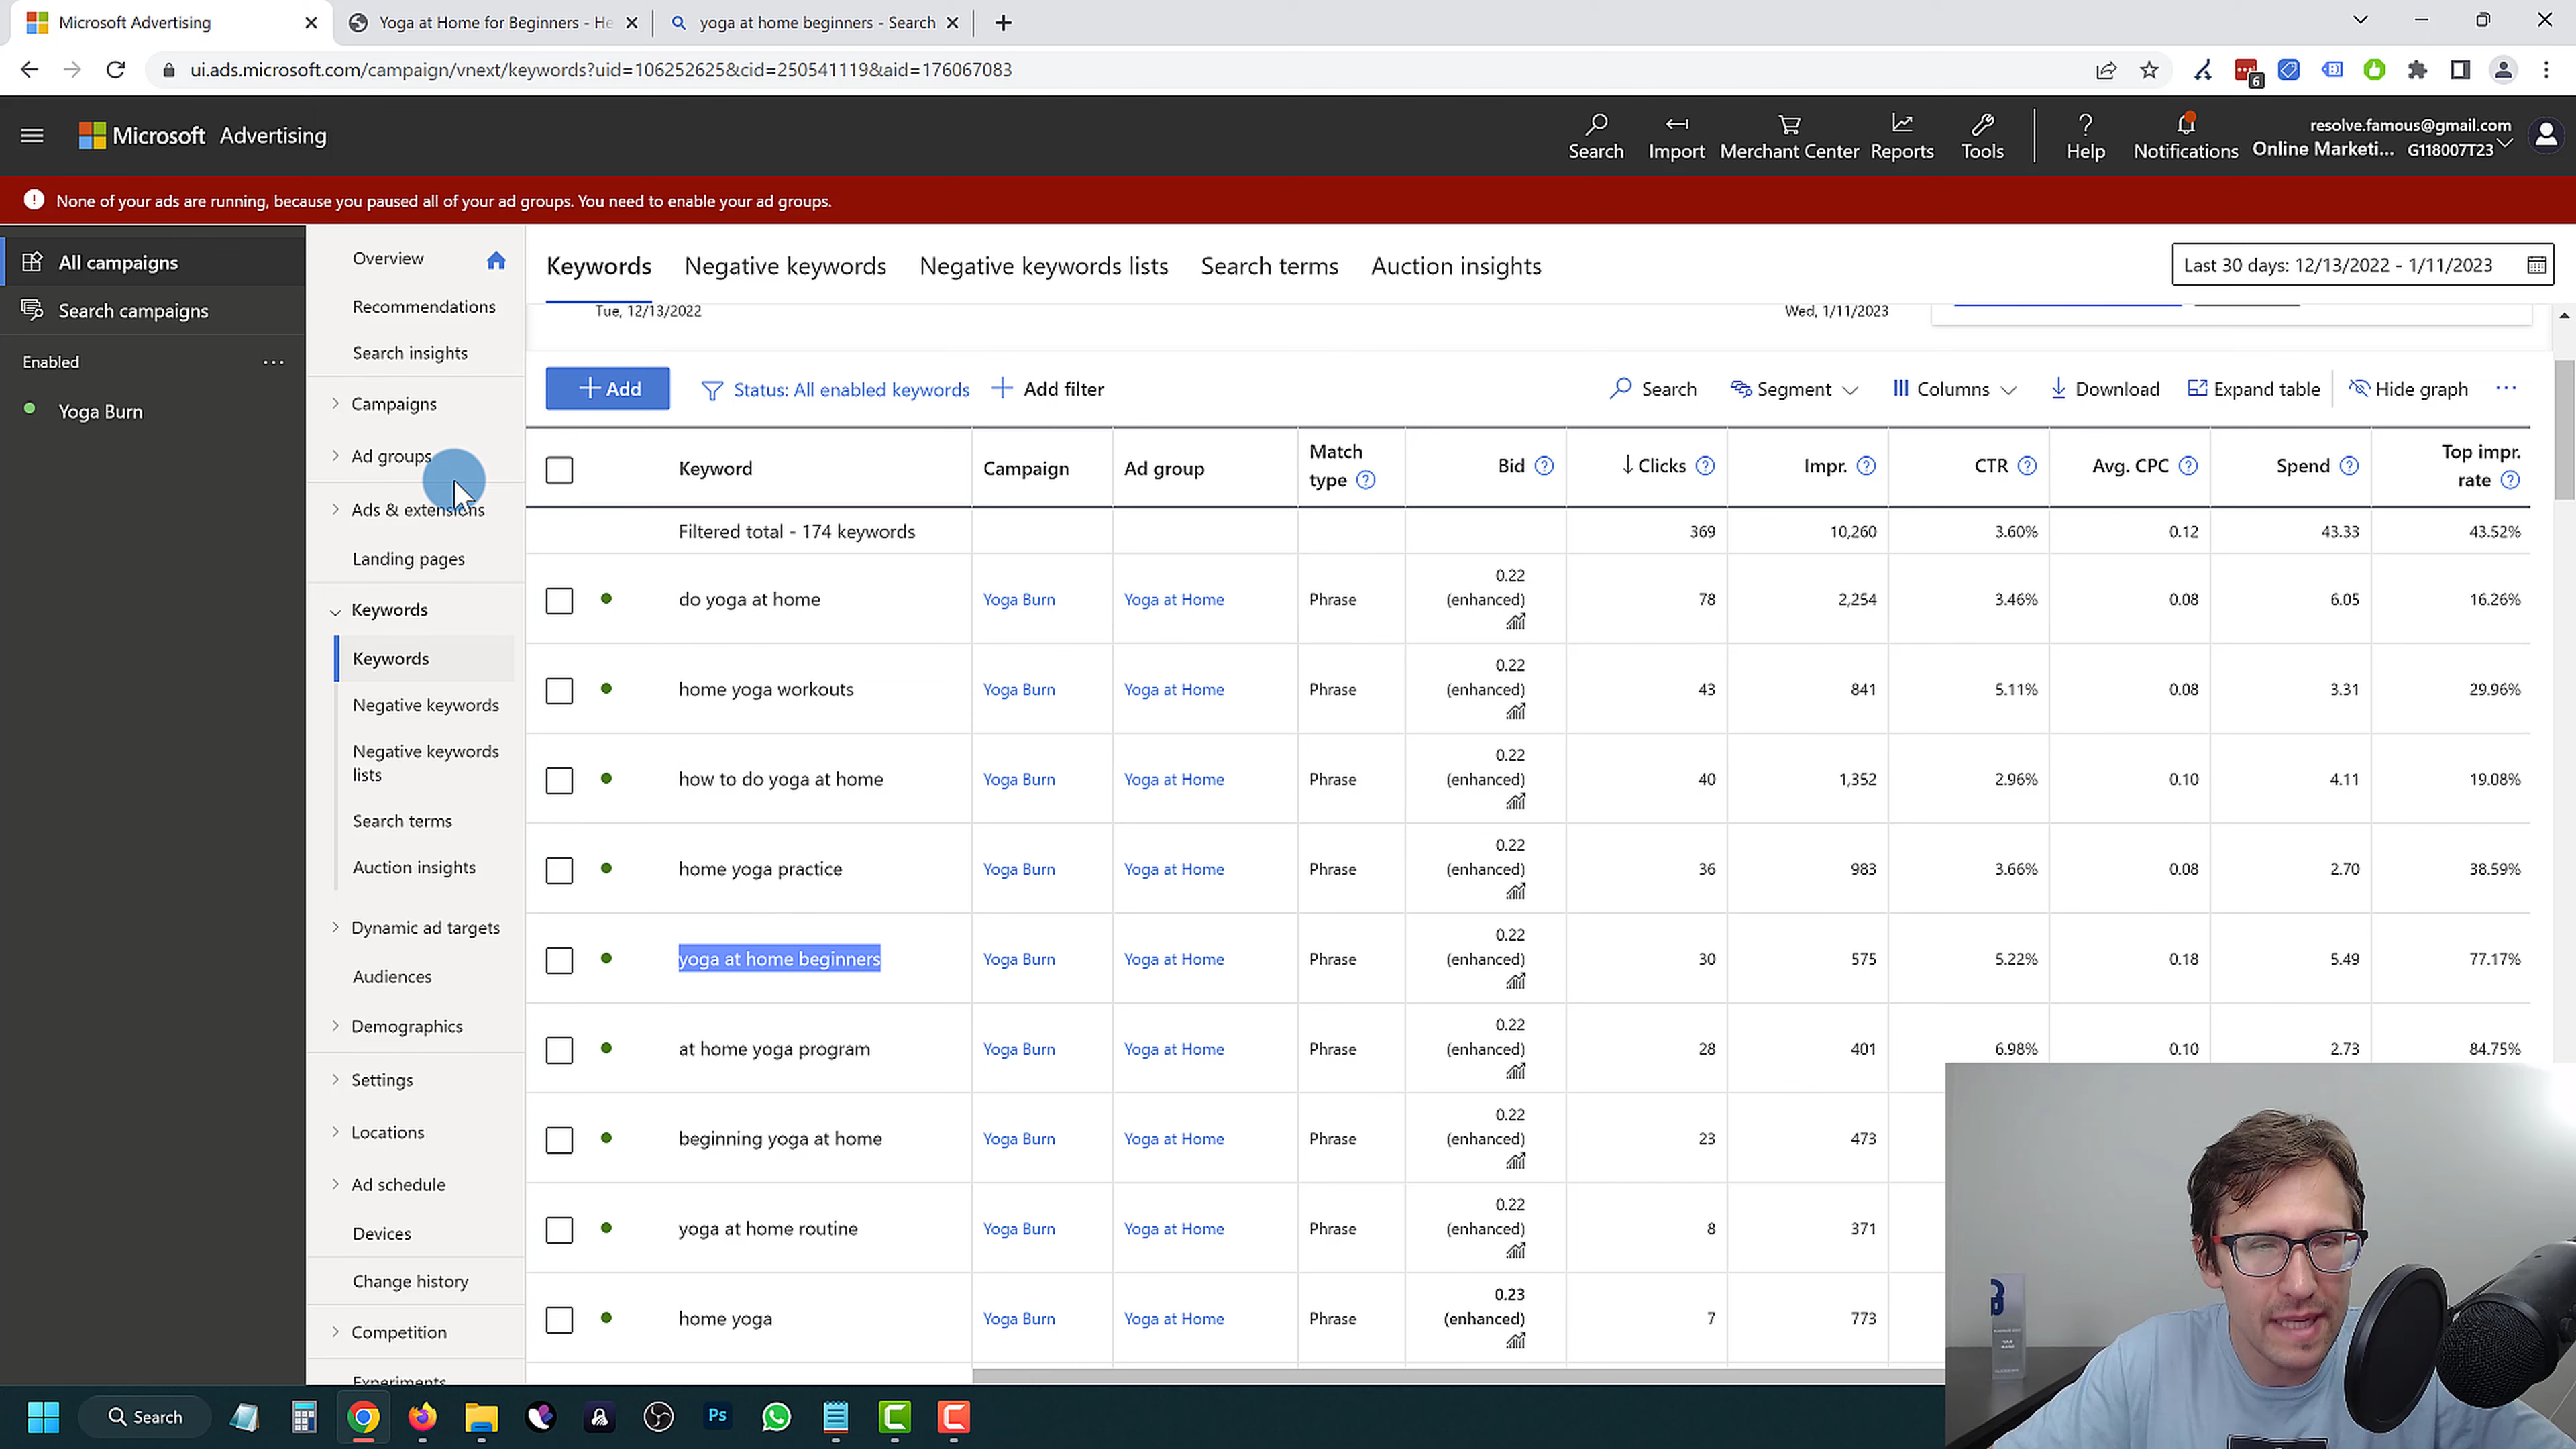 Microsoft Advertising
Yoga at Home for Beginners - He
yoga at home beginners - Search
ui.ads.microsoft.com/campaign/vnext/keywords?uid=106252625&cid=250541119&aid=176067083
6
Microsoft Advertising
Search
Import
Merchant Center
Reports
Tools
Help
Notifications
resolve.famous@gmail.com
Online Marketi... G118007T23
None of your ads are running, because you paused all of your ad groups. You need to enable your ad groups.
All campaigns
Search campaigns
Enabled
Yoga Burn
Overview
Recommendations
Search insights
Campaigns
Ad groups
Ads & extensions
Landing pages
Keywords
Keywords
Negative keywords
Negative keywords
lists
Search terms
Auction insights
Dynamic ad targets
Audiences
Demographics
Settings
Locations
Ad schedule
Devices
Change history
Competition
Experiments
Keywords Negative keywords Negative keywords lists Search terms Auction insights
Last 30 days: 12/13/2022 - 1/11/2023
Tue, 12/13/2022
Wed, 1/11/2023
+ Add
Status: All enabled keywords
+ Add filter
Search
Segment
Columns
Download
Expand table
Hide graph
Keyword Campaign Ad group Match type Bid Clicks Impr. CTR Avg. CPC Spend Top impr. rate
Filtered total - 174 keywords 369 10,260 3.60% 0.12 43.33 43.52%
do yoga at home Yoga Burn Yoga at Home Phrase 0.22 (enhanced) 78 2,254 3.46% 0.08 6.05 16.26%
home yoga workouts Yoga Burn Yoga at Home Phrase 0.22 (enhanced) 43 841 5.11% 0.08 3.31 29.96%
how to do yoga at home Yoga Burn Yoga at Home Phrase 0.22 (enhanced) 40 1,352 2.96% 0.10 4.11 19.08%
home yoga practice Yoga Burn Yoga at Home Phrase 0.22 (enhanced) 36 983 3.66% 0.08 2.70 38.59%
yoga at home beginners Yoga Burn Yoga at Home Phrase 0.22 (enhanced) 30 575 5.22% 0.18 5.49 77.17%
at home yoga program Yoga Burn Yoga at Home Phrase 0.22 (enhanced) 28 401 6.98% 0.10 2.73 84.75%
beginning yoga at home Yoga Burn Yoga at Home Phrase 0.22 (enhanced) 23 473
yoga at home routine Yoga Burn Yoga at Home Phrase 0.22 (enhanced) 8 371
home yoga Yoga Burn Yoga at Home Phrase 0.23 (enhanced) 7 773
Search
Ps